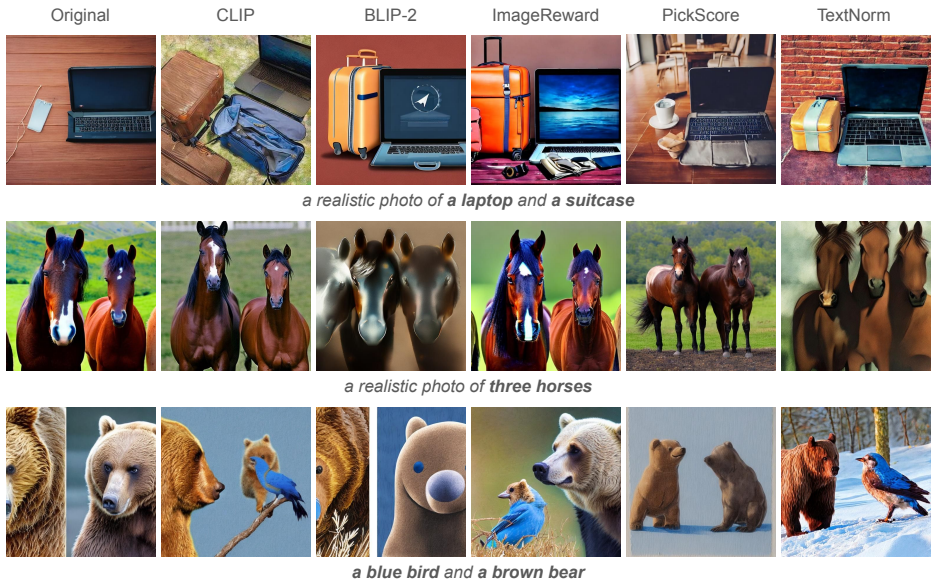 Original CLIP BLIP-2 ImageReward PickScore TextNorm
a realistic photo of a laptop and a suitcase
a realistic photo of three horses
a blue bird and a brown bear